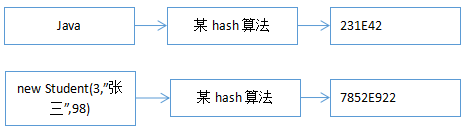 Java
某 hash 算法
231E42
new Student(3,”张
三”,98)
某 hash 算法
7852E922